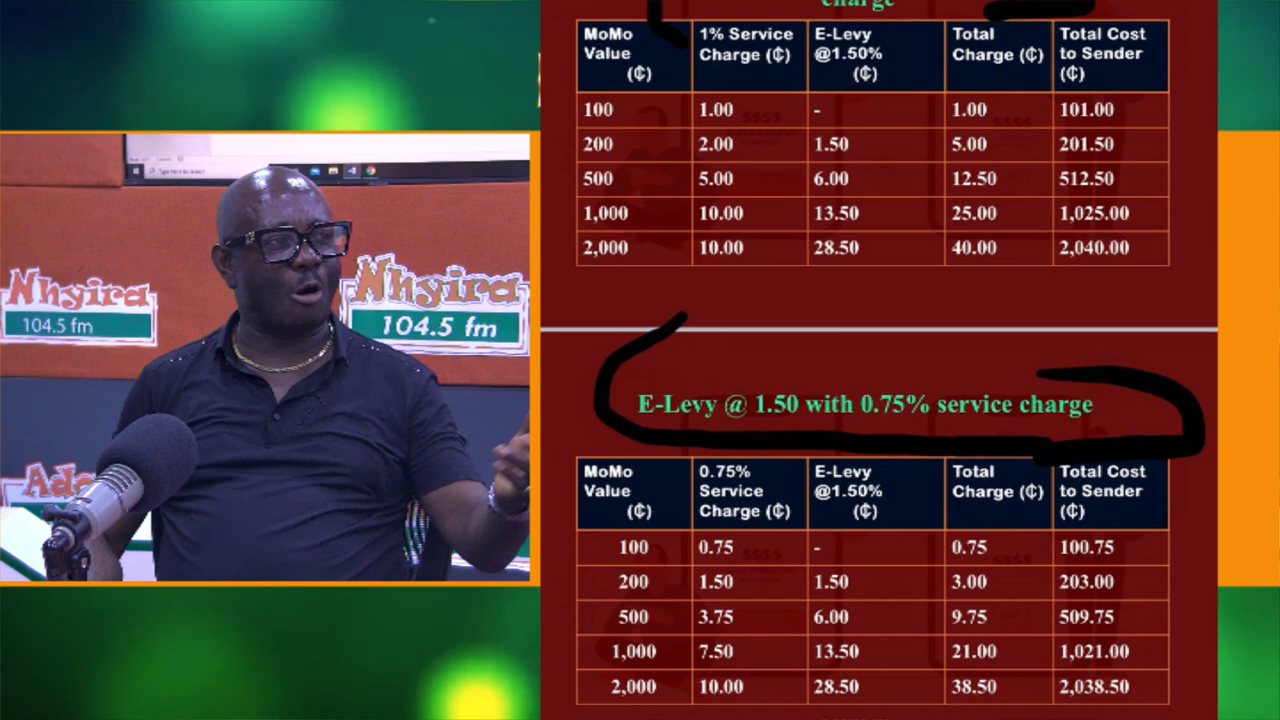 charge
MoMo Value (₵) 1% Service Charge (₵) E-Levy @1.50% (₵) Total Charge (₵) Total Cost to Sender (₵)
100 1.00 - 1.00 101.00
200 2.00 1.50 5.00 201.50
500 5.00 6.00 12.50 512.50
1,000 10.00 13.50 25.00 1,025.00
2,000 10.00 28.50 40.00 2,040.00
E-Levy @ 1.50 with 0.75% service charge
MoMo Value (₵) 0.75% Service Charge (₵) E-Levy @1.50% (₵) Total Charge (₵) Total Cost to Sender (₵)
100 0.75 - 0.75 100.75
200 1.50 1.50 3.00 203.00
500 3.75 6.00 9.75 509.75
1,000 7.50 13.50 21.00 1,021.00
2,000 10.00 28.50 38.50 2,038.50
Type here to search
Nhyira
104.5 fm
Nhyira
104.5 fm